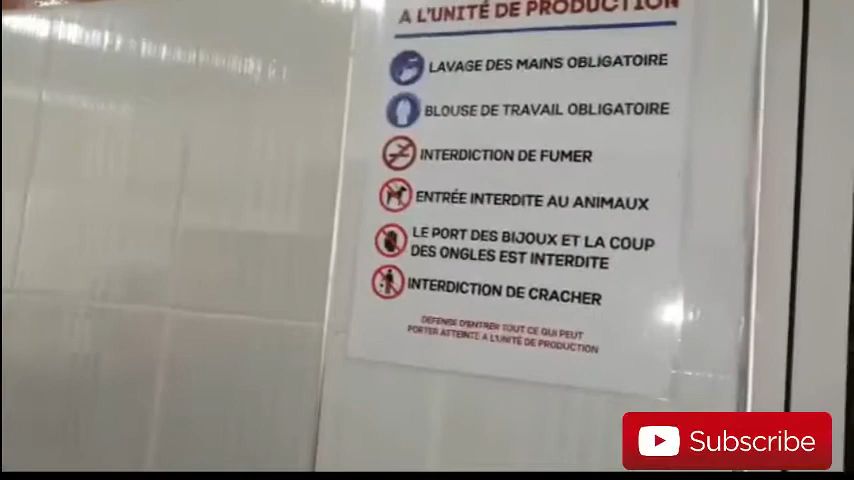 A L'UNITÉ DE PRODUCTION
LAVAGE DES MAINS OBLIGATOIRE
BLOUSE DE TRAVAIL OBLIGATOIRE
INTERDICTION DE FUMER
ENTRÉE INTERDITE AU ANIMAUX
LE PORT DES BIJOUX ET LA COUP
DES ONGLES EST INTERDITE
INTERDICTION DE CRACHER
DÉFENSE D'ENTRER TOUT CE QUI PEUT
PORTER ATTEINTE A L'UNITÉ DE PRODUCTION
Subscribe